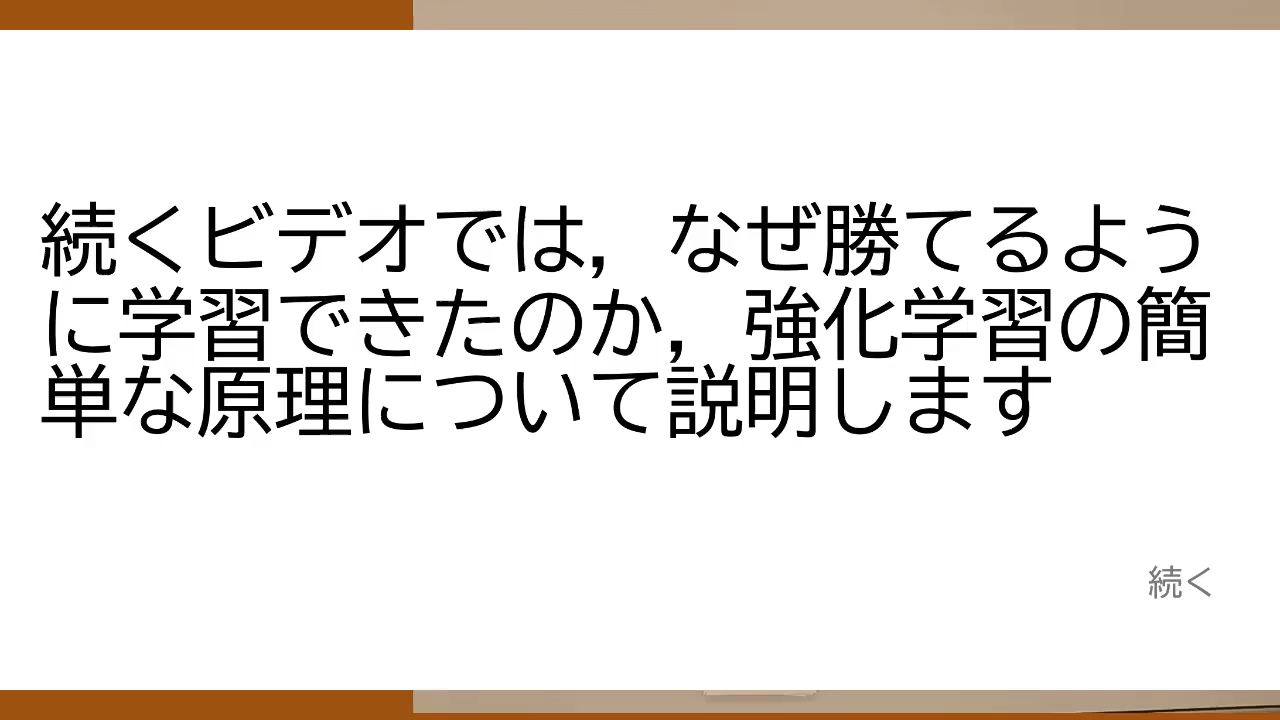 続くビデオでは，なぜ勝てるよう
に学習できたのか，強化学習の簡
単な原理について説明します
続く